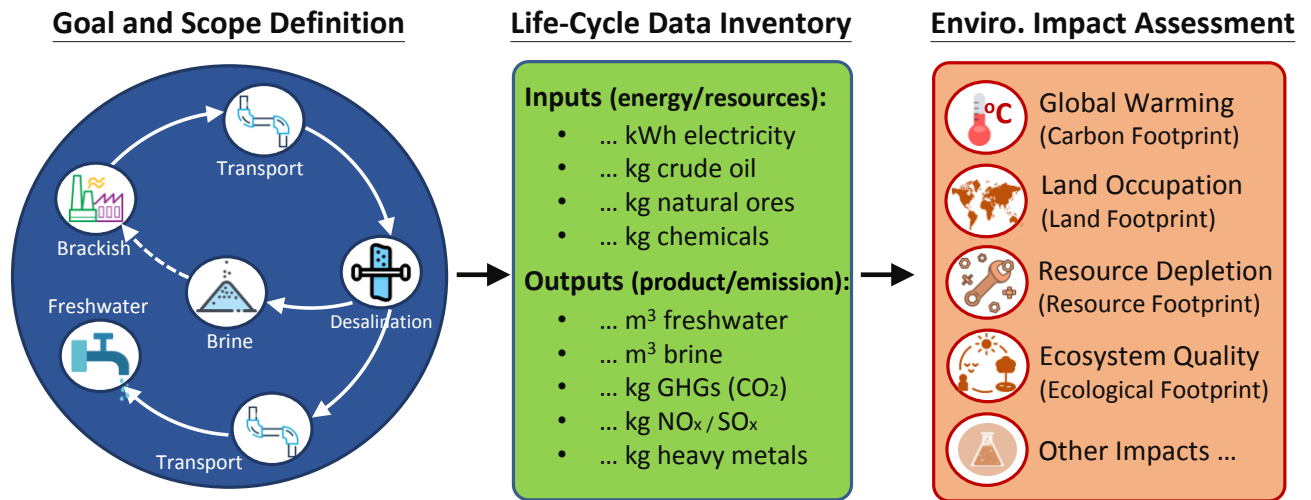 Goal and Scope Definition
Transport
Brackish
Freshwater
Brine
Desalination
Transport
Life-Cycle Data Inventory
Inputs (energy/resources):
• ... kWh electricity
• ... kg crude oil
• ... kg natural ores
• ... kg chemicals
Outputs (product/emission):
• ... m³ freshwater
• ... m³ brine
• ... kg GHGs (CO₂)
• ... kg NOₓ / SOₓ
• ... kg heavy metals
Enviro. Impact Assessment
ºC
Global Warming
(Carbon Footprint)
Land Occupation
(Land Footprint)
Resource Depletion
(Resource Footprint)
Ecosystem Quality
(Ecological Footprint)
Other Impacts ...